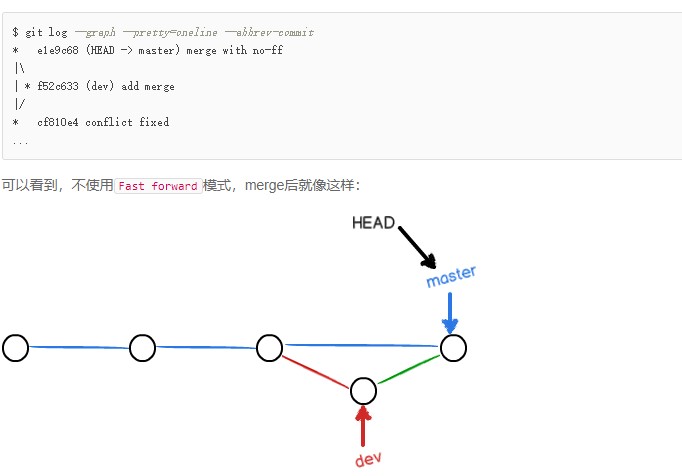 $ git log --graph --pretty=oneline --abbrev-commit
*   e1e9c68 (HEAD -> master) merge with no-ff
|\
| * f52c633 (dev) add merge
|/
*   cf810e4 conflict fixed
...
可以看到，不使用Fast forward模式，merge后就像这样：
HEAD
master
dev